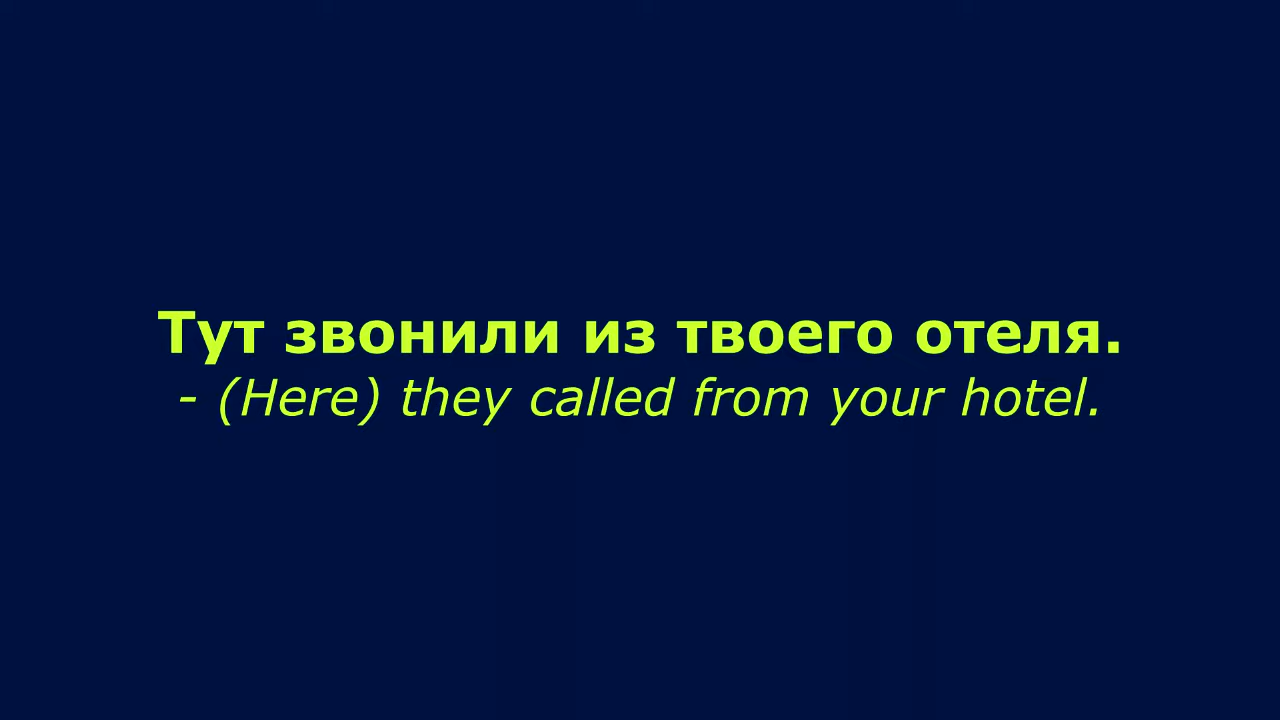 Тут звонили из твоего отеля.
- (Here) they called from your hotel.